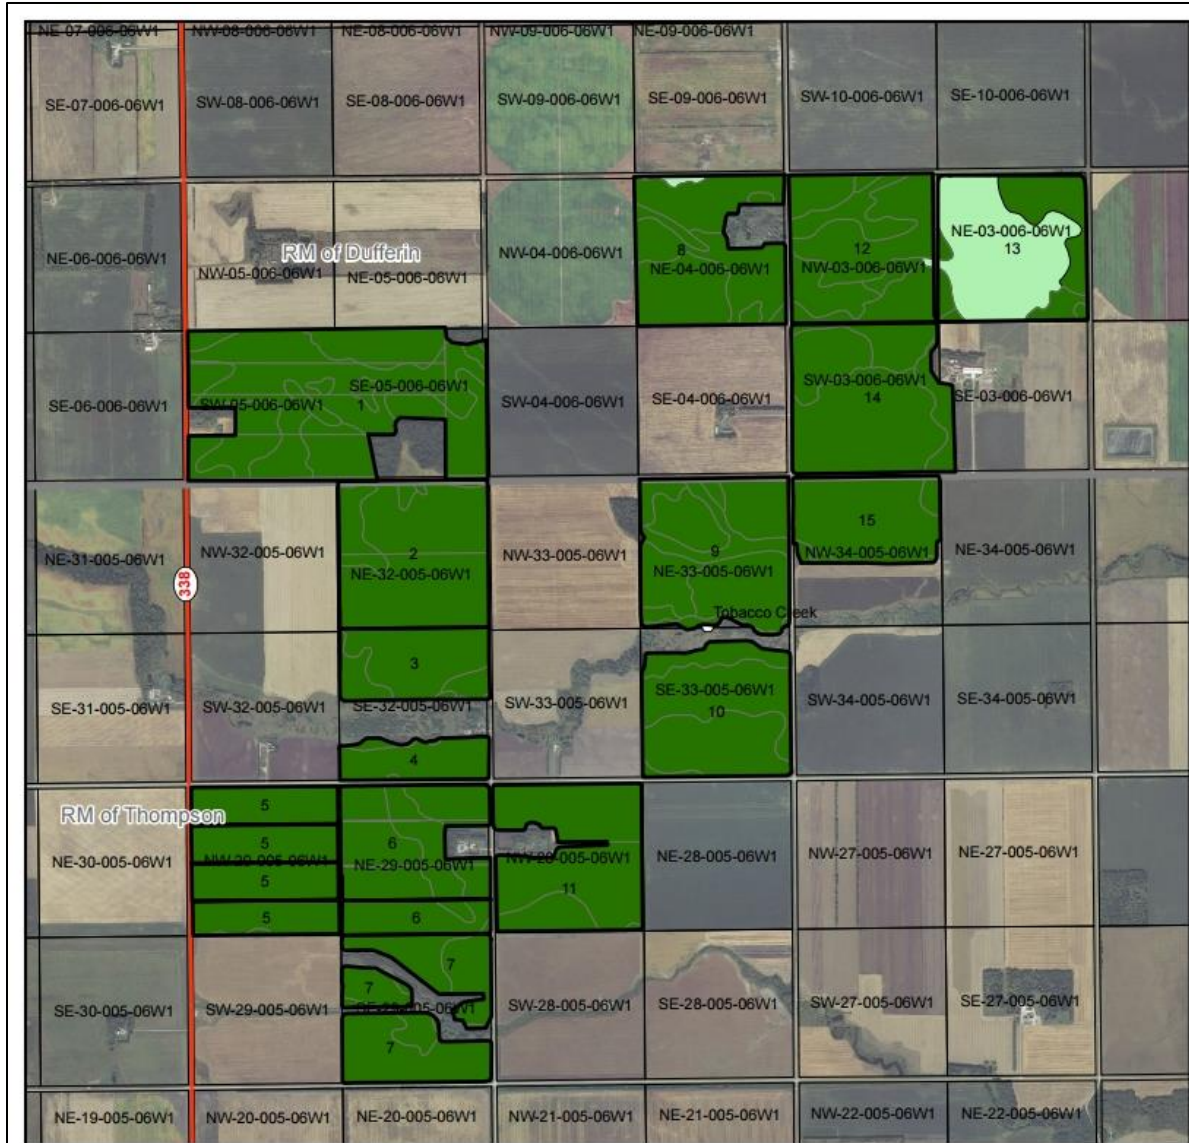 NE-07-006-06W1
NW-08-006-06W1
NE-08-006-06W1
NW-09-006-06W1
NE-09-006-06W1
SE-07-006-06W1
SW-08-006-06W1
SE-08-006-06W1
SW-09-006-06W1
SE-09-006-06W1
SW-10-006-06W1
SE-10-006-06W1
NE-06-006-06W1
RM of Dufferin
NW-05-006-06W1
NE-05-006-06W1
NW-04-006-06W1
8
NE-04-006-06W1
12
NW-03-006-06W1
NE-03-006-06W1
13
SE-06-006-06W1
SW-05-006-06W1
SE-05-006-06W1
1
SW-04-006-06W1
SE-04-006-06W1
SW-03-006-06W1
14
SE-03-006-06W1
NE-31-005-06W1
338
NW-32-005-06W1
2
NE-32-005-06W1
NW-33-005-06W1
9
NE-33-005-06W1
15
NW-34-005-06W1
NE-34-005-06W1
Tobacco Creek
SE-31-005-06W1
SW-32-005-06W1
3
SE-32-005-06W1
4
SW-33-005-06W1
SE-33-005-06W1
10
SW-34-005-06W1
SE-34-005-06W1
RM of Thompson
NE-30-005-06W1
5
5
NW-29-005-06W1
5
5
6
NE-29-005-06W1
6
NW-28-005-06W1
11
NE-28-005-06W1
NW-27-005-06W1
NE-27-005-06W1
SE-30-005-06W1
SW-29-005-06W1
7
7
SE-29-005-06W1
7
SW-28-005-06W1
SE-28-005-06W1
SW-27-005-06W1
SE-27-005-06W1
NE-19-005-06W1
NW-20-005-06W1
NE-20-005-06W1
NW-21-005-06W1
NE-21-005-06W1
NW-22-005-06W1
NE-22-005-06W1